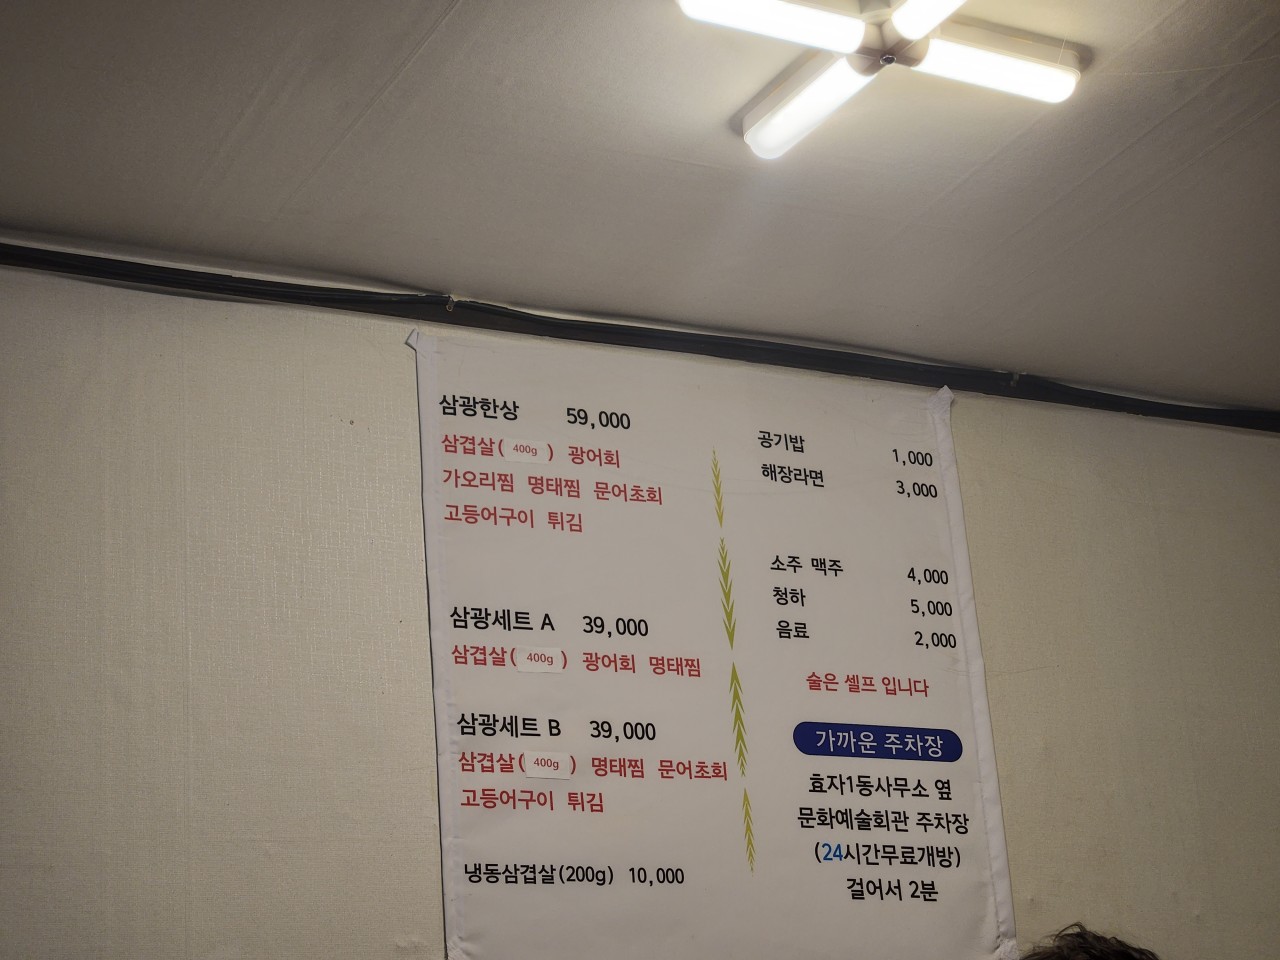 삼광한상 59,000
삼겹살( 400g ) 광어회
가오리찜 명태찜 문어초회
고등어구이 튀김
삼광세트 A 39,000
삼겹살( 400g ) 광어회 명태찜
삼광세트 B 39,000
삼겹살( 400g ) 명태찜 문어초회
고등어구이 튀김
냉동삼겹살(200g) 10,000
공기밥 1,000
해장라면 3,000
소주 맥주 4,000
청하 5,000
음료 2,000
술은 셀프 입니다
가까운 주차장
효자1동사무소 옆
문화예술회관 주차장
(24시간무료개방)
걸어서 2분